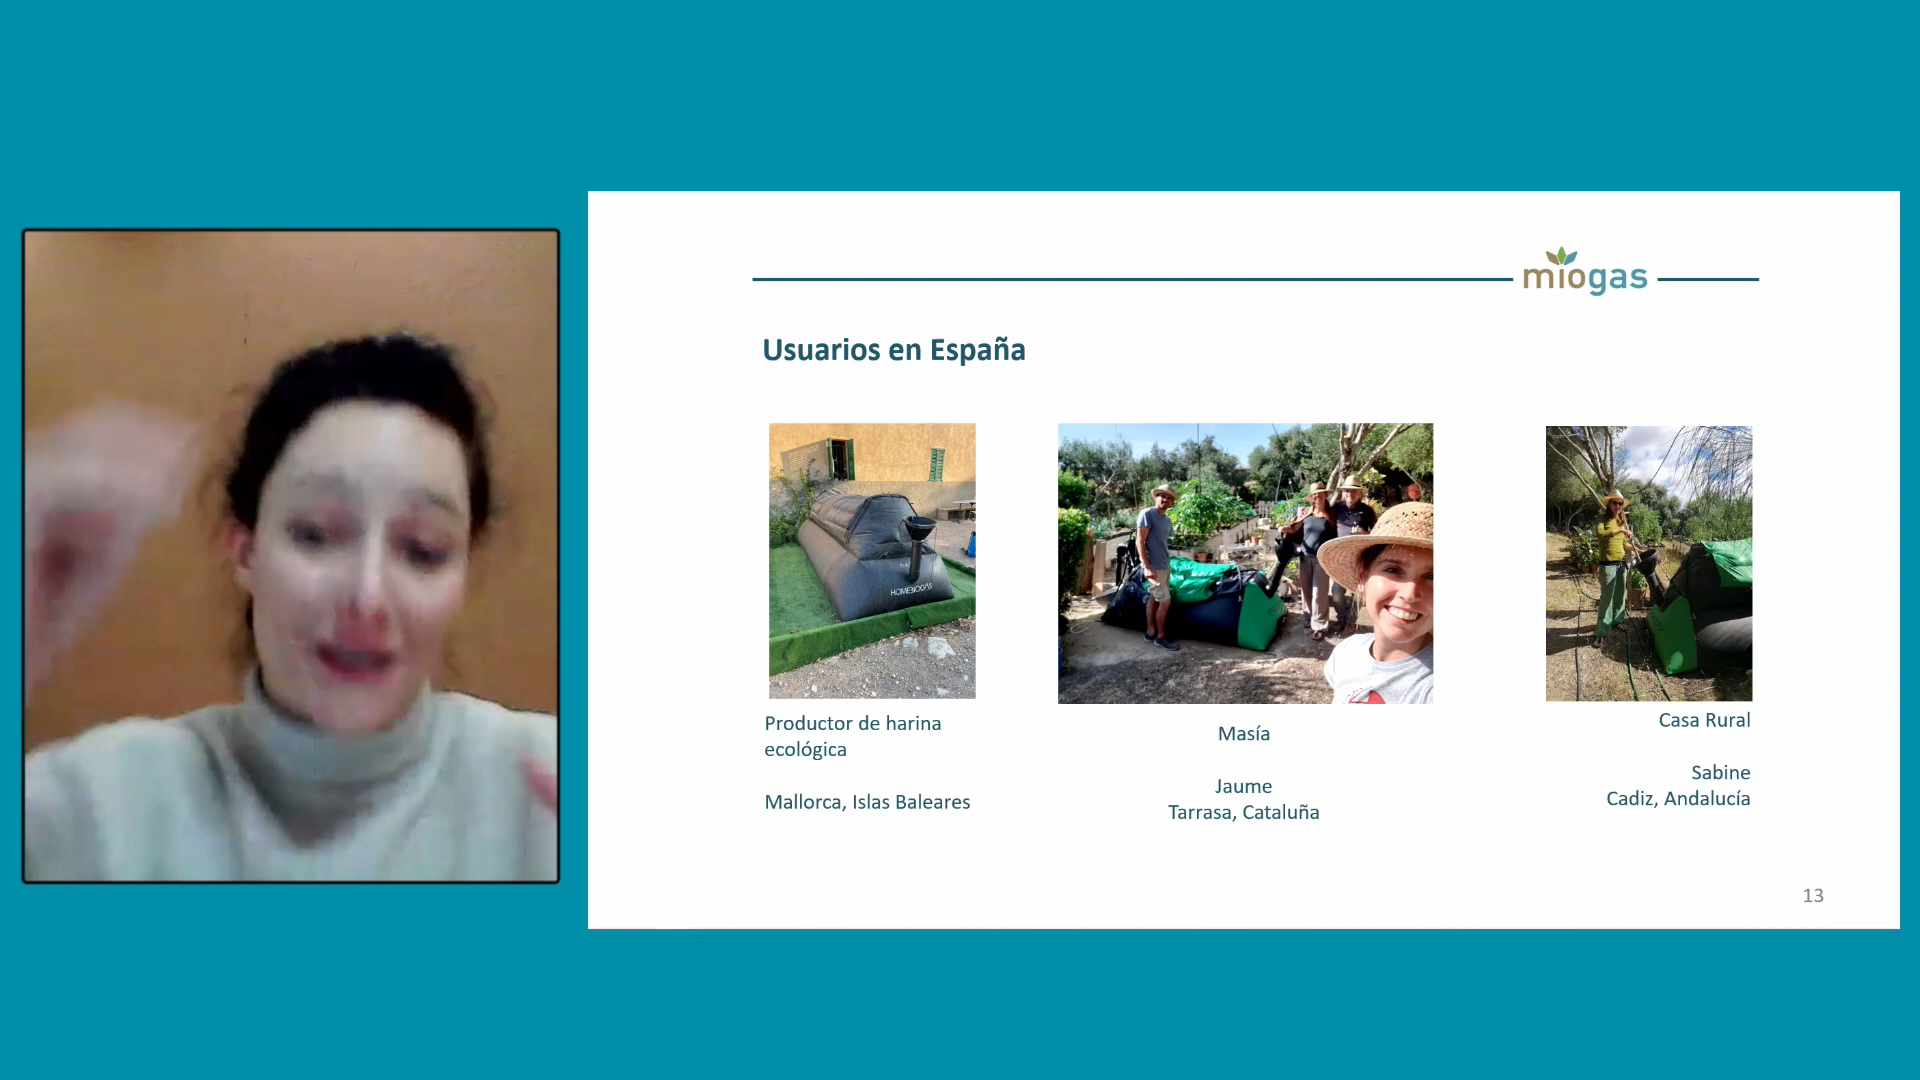 miogas
Usuarios en España
HOMEBIOGAS
Productor de harina
ecológica
Mallorca, Islas Baleares
Masía
Jaume
Tarrasa, Cataluña
Casa Rural
Sabine
Cadiz, Andalucía
13